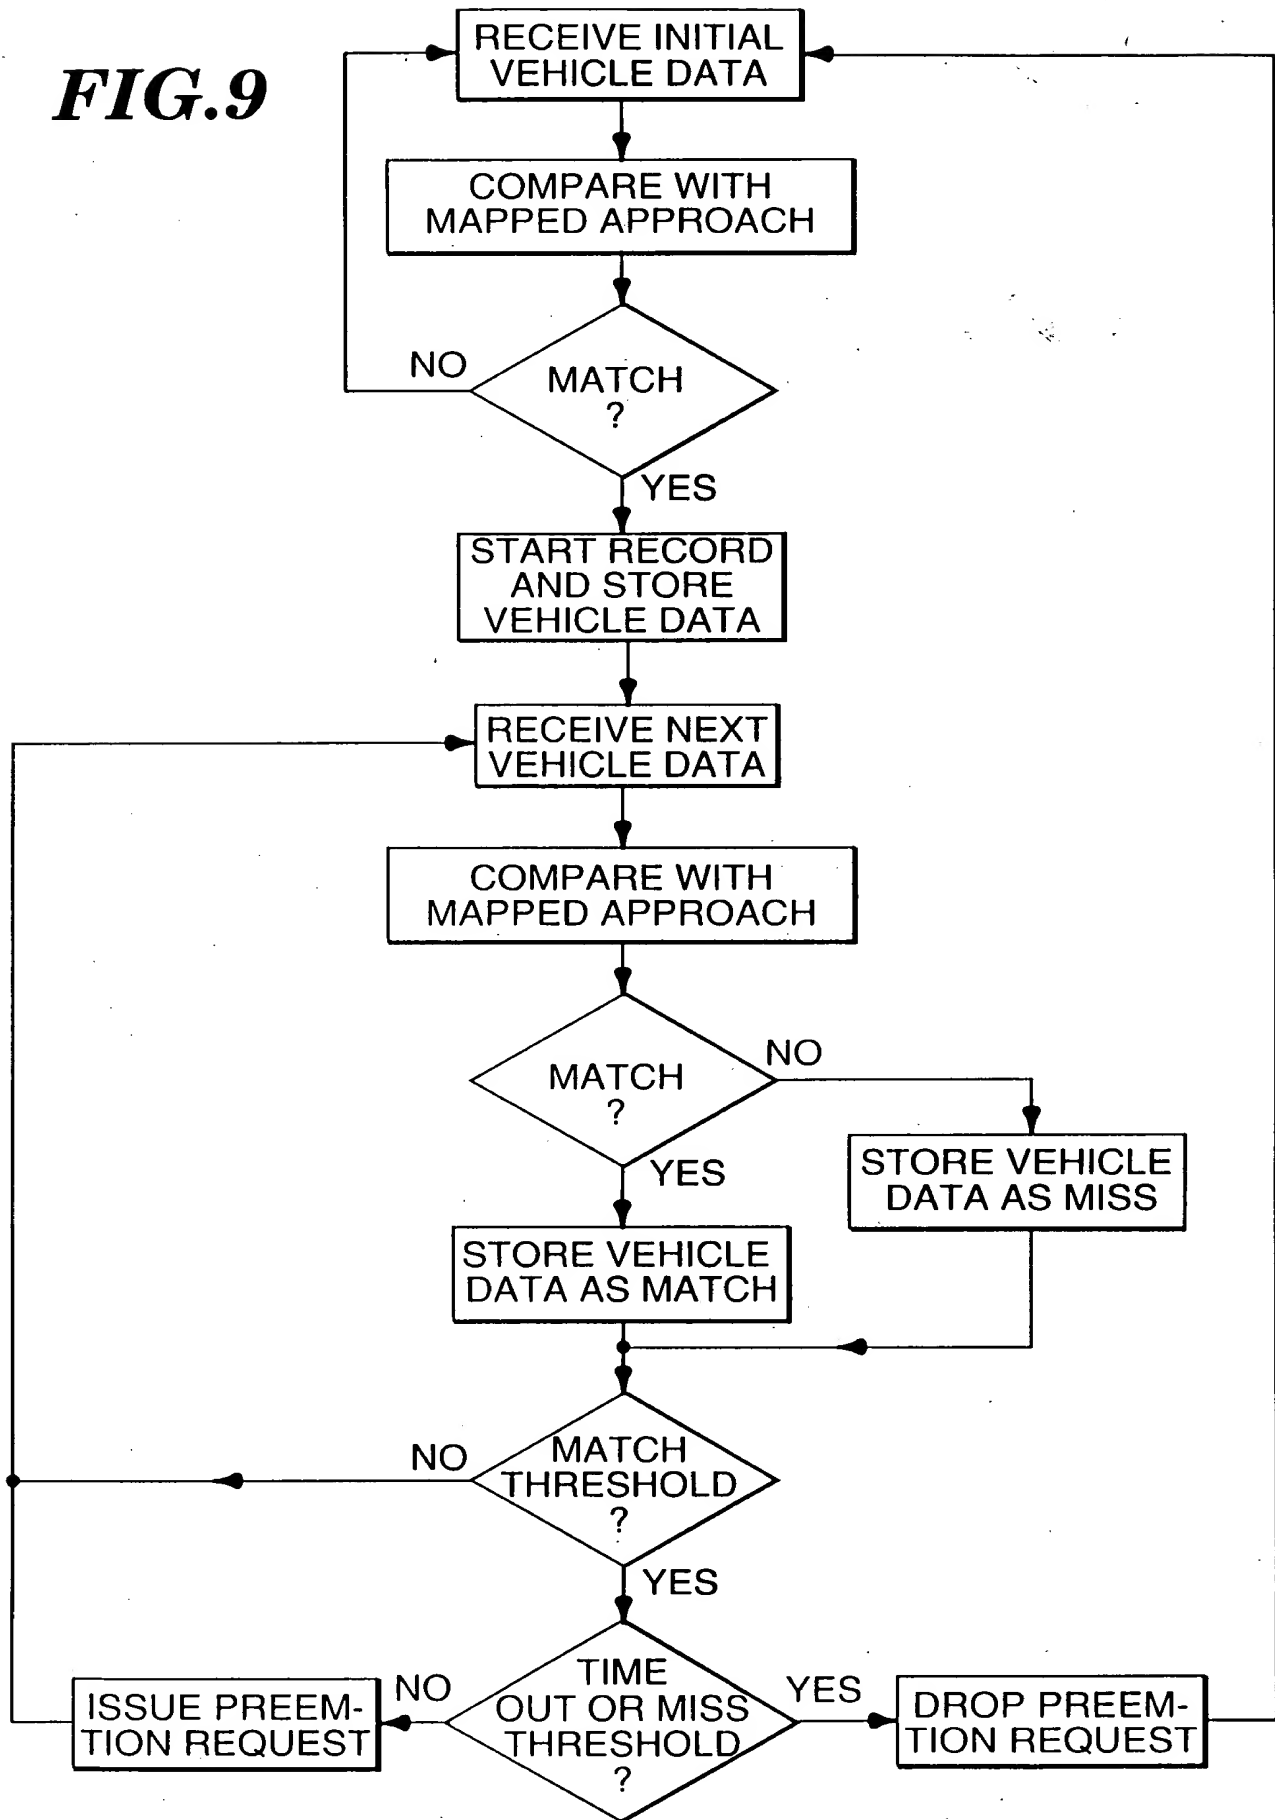 FIG.9
RECEIVE INITIAL
VEHICLE DATA
COMPARE WITH
MAPPED APPROACH
NO
MATCH
?
YES
START RECORD
AND STORE
VEHICLE DATA
RECEIVE NEXT
VEHICLE DATA
COMPARE WITH
MAPPED APPROACH
NO
MATCH
?
YES
STORE VEHICLE
DATA AS MISS
STORE VEHICLE
DATA AS MATCH
NO
MATCH
THRESHOLD
?
YES
ISSUE PREEM-
TION REQUEST
NO
TIME
OUT OR MISS
THRESHOLD
?
YES
DROP PREEM-
TION REQUEST